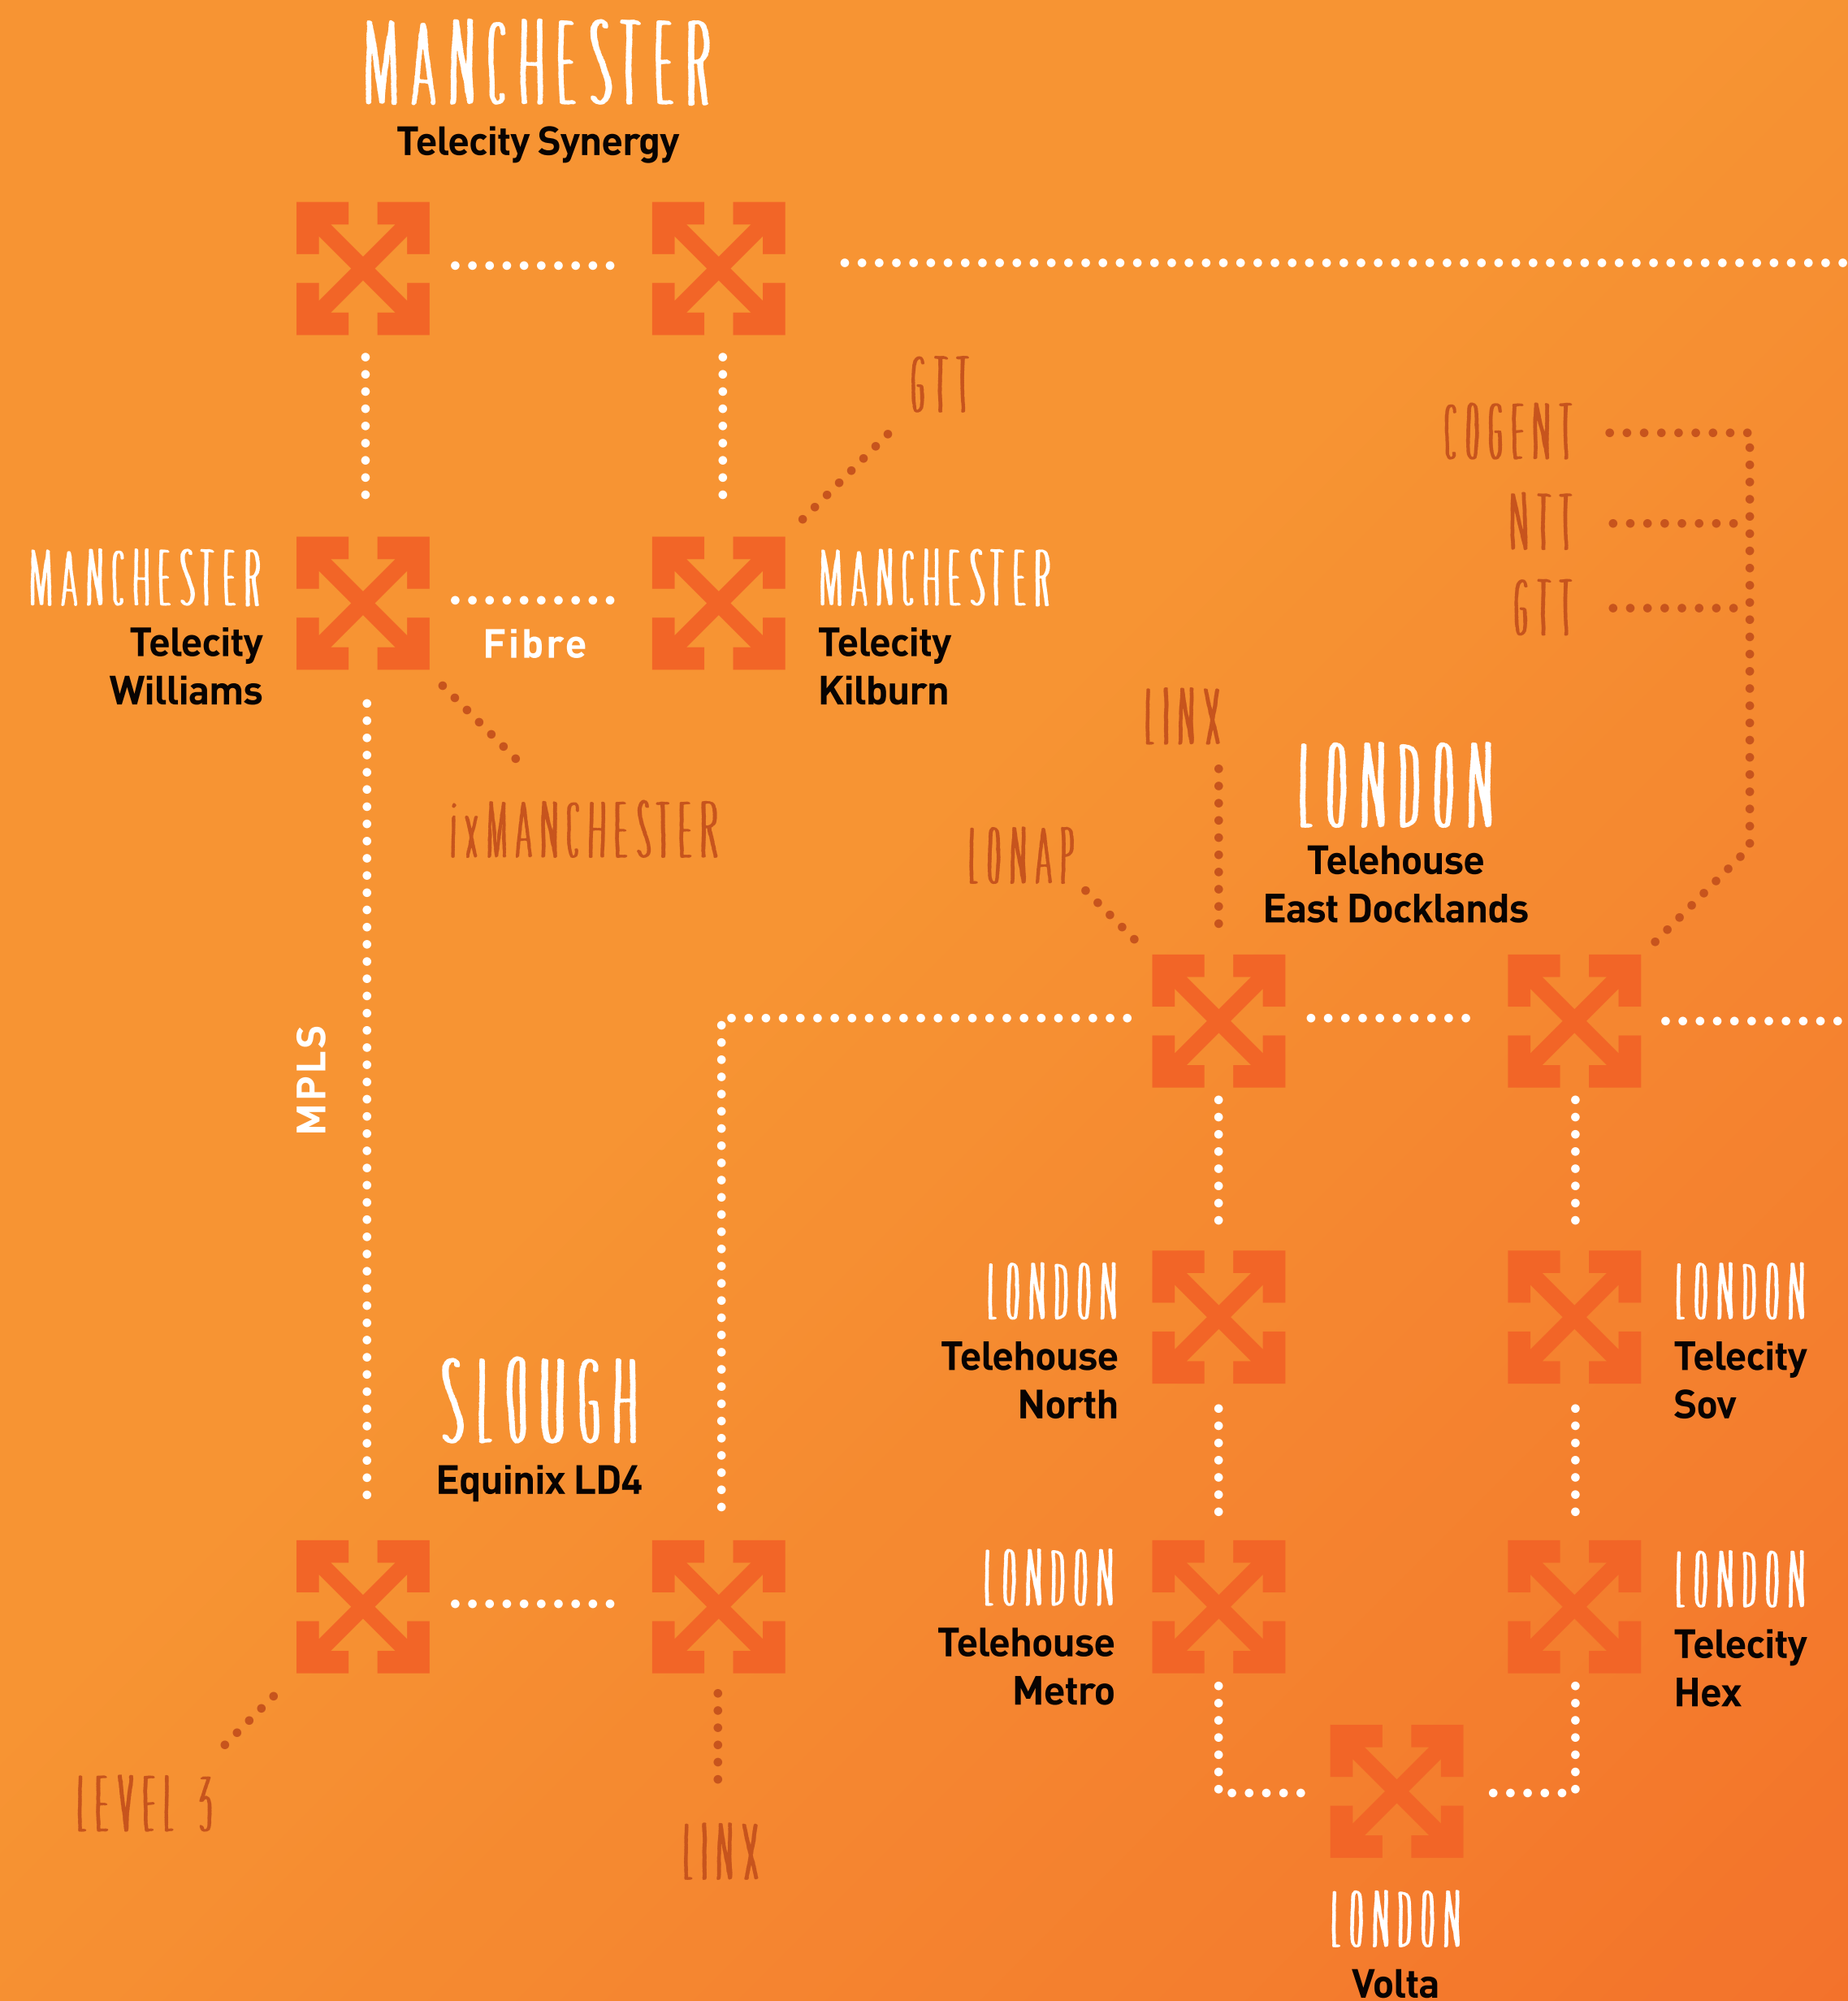 MANCHESTER
Telecity Synergy
GTT
COGENT
NTT
GTT
MANCHESTER
Telecity
Williams
Fibre
MANCHESTER
Telecity
Kilburn
LINX
LONDON
Telehouse
East Docklands
ixMANCHESTER
LONAP
MPLS
LONDON
Telehouse
North
LONDON
Telecity
Sov
SLOUGH
Equinix LD4
LONDON
Telehouse
Metro
LONDON
Telecity
Hex
LEVEL 3
LINX
LONDON
Volta